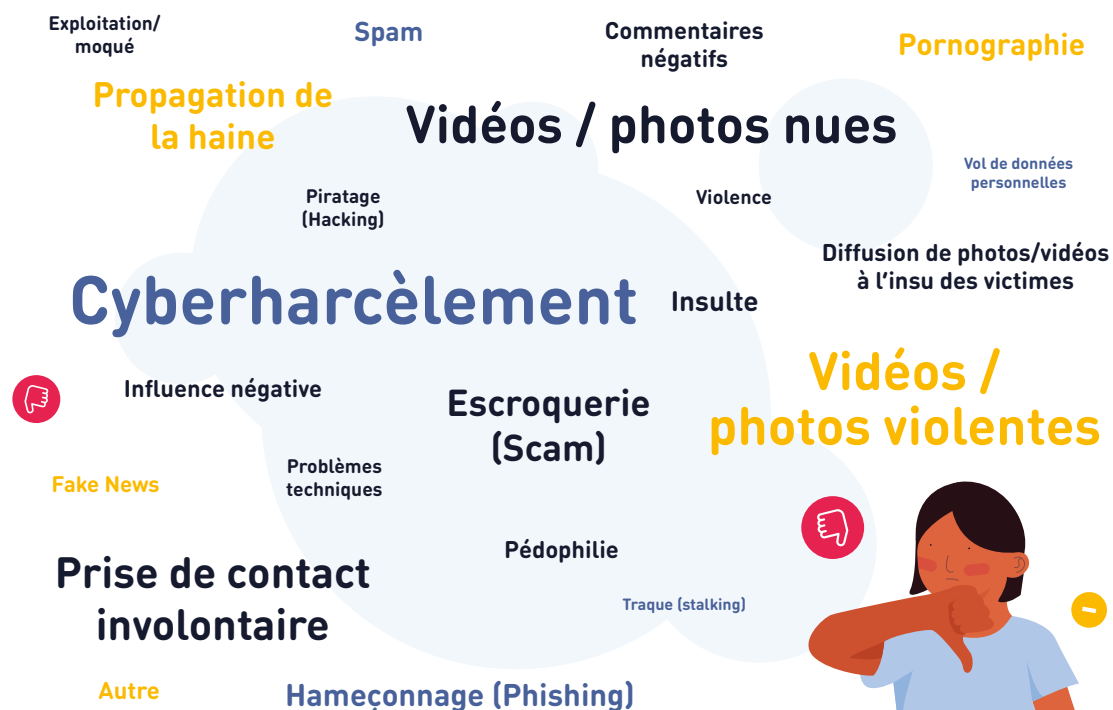 Exploitation/
moqué
Spam
Commentaires
négatifs
Pornographie
Propagation de
la haine
Vidéos / photos nues
Vol de données
personnelles
Piratage
(Hacking)
Violence
Diffusion de photos/vidéos
à l'insu des victimes
Cyberharcèlement
Insulte
Vidéos /
photos violentes
Influence négative
Escroquerie
(Scam)
Fake News
Problèmes
techniques
Prise de contact
involontaire
Pédophilie
Traque (stalking)
Autre
Hameçonnage (Phishing)